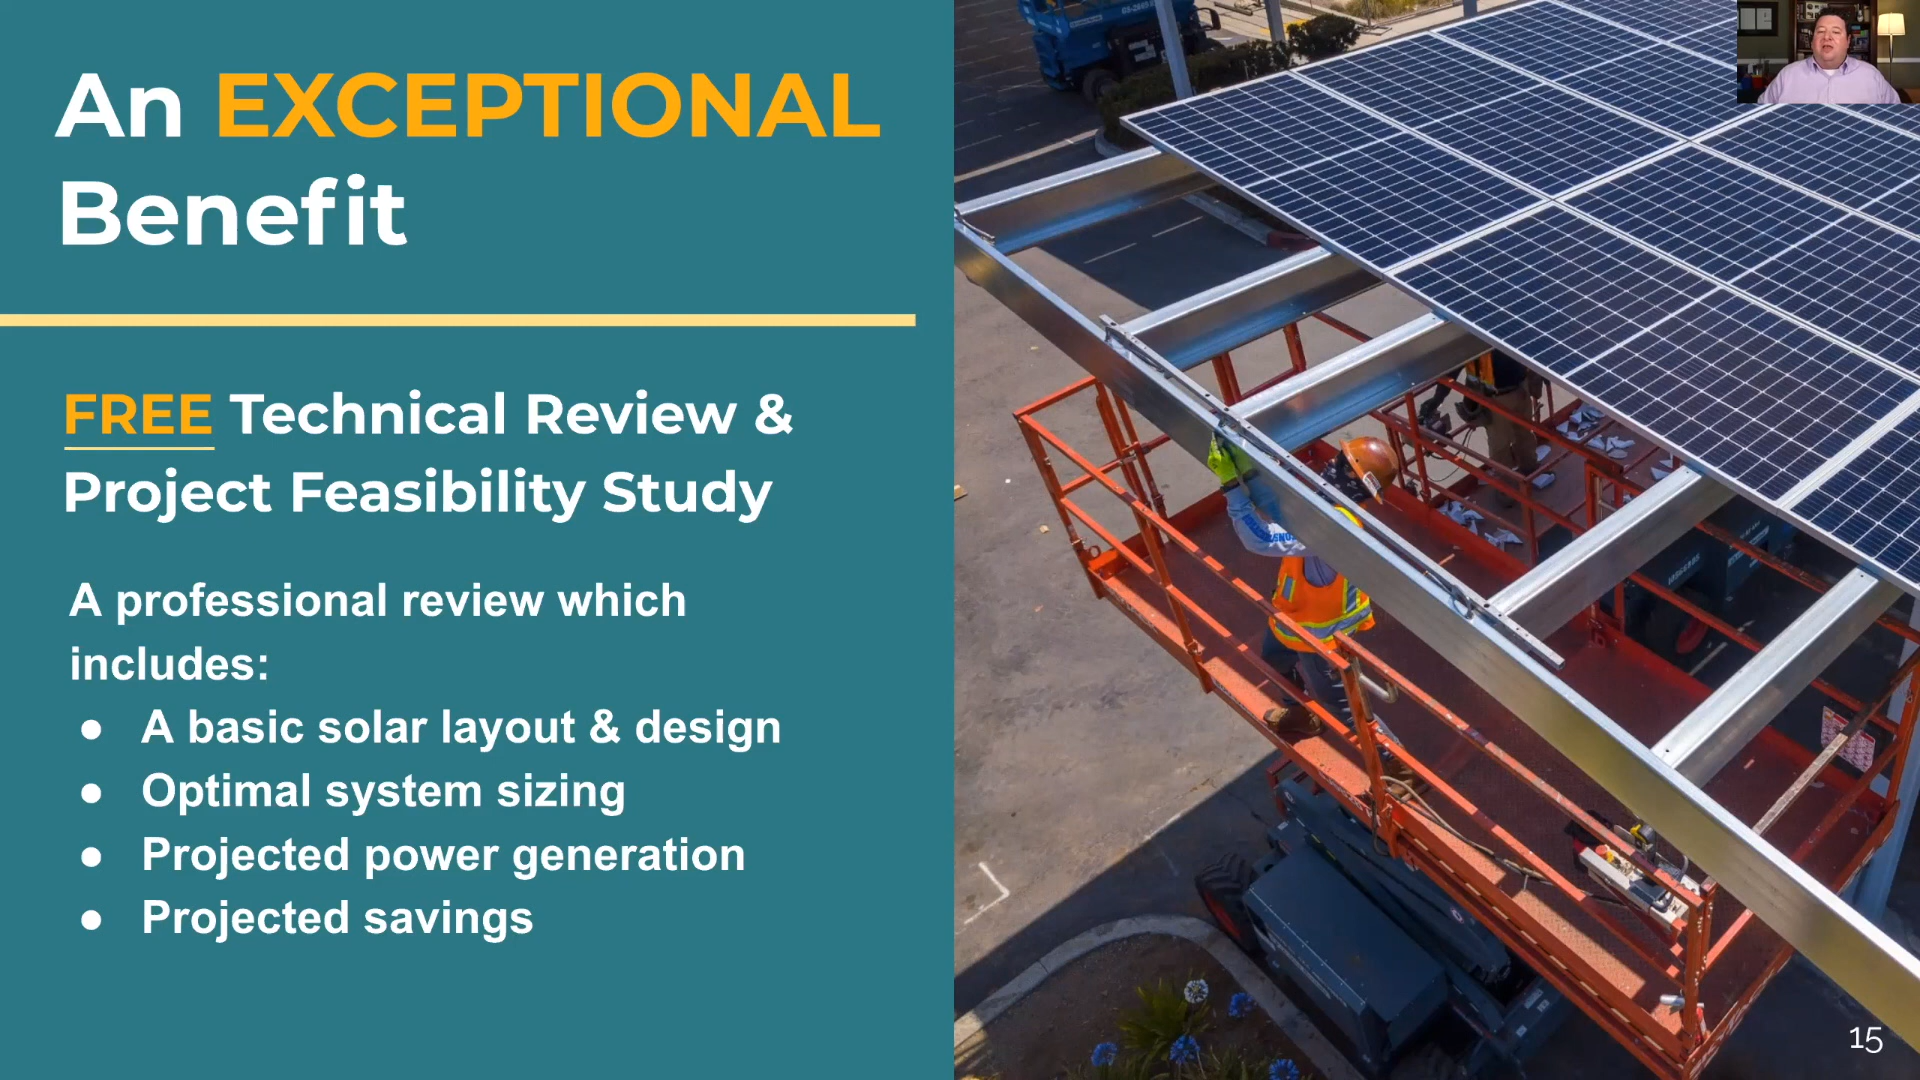 An EXCEPTIONAL
Benefit
FREE Technical Review &
Project Feasibility Study
A professional review which
includes:
● A basic solar layout & design
● Optimal system sizing
● Projected power generation
● Projected savings
15